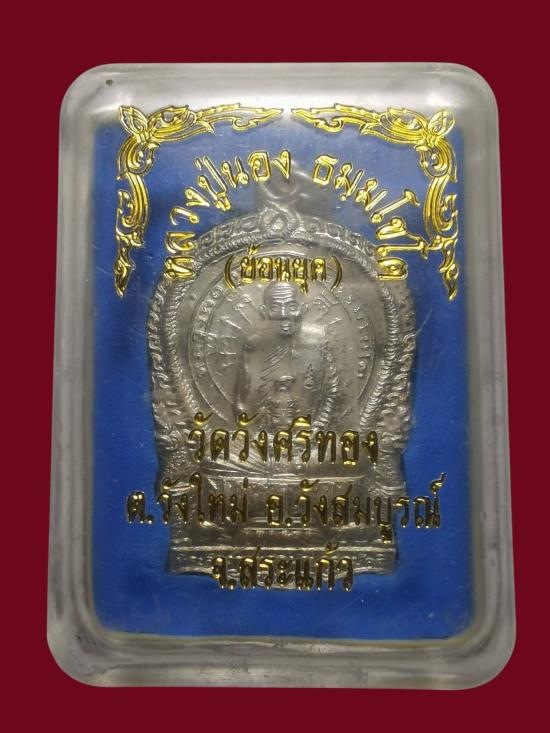 หลวงปู่นอง ธมฺมโชโต
(ย้อนยุค)
วัดวังศรีทอง
ต.วังใหม่ อ.วังสมบูรณ์
จ.สระแก้ว